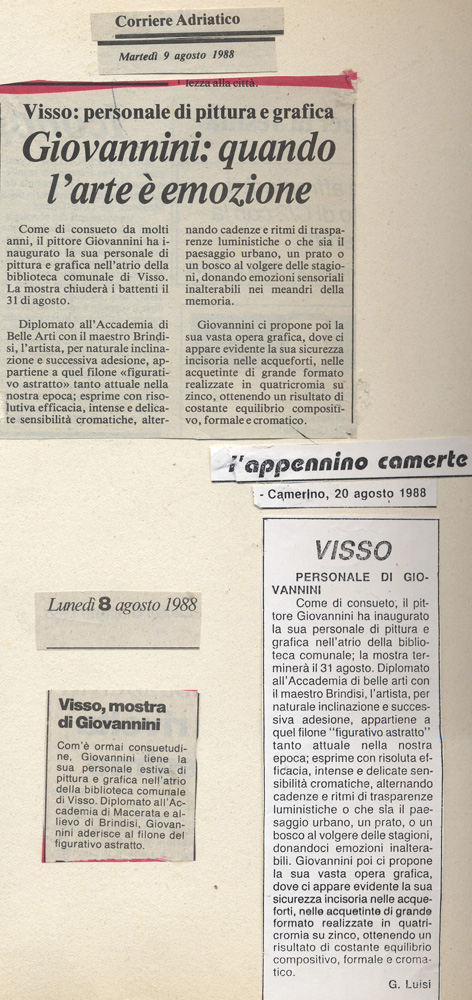 Corriere Adriatico
Martedì 9 agosto 1988
lezza alla città.
Visso: personale di pittura e grafica
Giovannini: quando
l'arte è emozione
Come di consueto da molti
anni, il pittore Giovannini ha i-
naugurato la sua personale di
pittura e grafica nell'atrio della
biblioteca comunale di Visso.
La mostra chiuderà i battenti il
31 di agosto.
Diplomato all'Accademia di
Belle Arti con il maestro Brindi-
si, l'artista, per naturale inclina-
zione e successiva adesione, ap-
partiene a quel filone «figurati-
vo astratto» tanto attuale nella
nostra epoca; esprime con riso-
lutiva efficacia, intense e delica-
te sensibilità cromatiche, alter-
nando cadenze e ritmi di traspa-
renze luministiche o che sia il
paesaggio urbano, un prato o
un bosco al volgere delle stagio-
ni, donando emozioni sensoriali
inalterabili nei meandri della
memoria.
Giovannini ci propone poi la
sua vasta opera grafica, dove ci
appare evidente la sua sicurezza
incisoria nelle acqueforti, nelle
acquetinte di grande formato
realizzate in quatricromia su
zinco, ottenendo un risultato di
costante equilibrio compositi-
vo, formale e cromatico.
l'appennino camerte
- Camerino, 20 agosto 1988
VISSO
PERSONALE DI GIO-
VANNINI
Come di consueto, il pit-
tore Giovannini ha inaugurato
la sua personale di pittura e
grafica nell'atrio della biblio-
teca comunale; la mostra ter-
minerà il 31 agosto. Diplomato
all'Accademia di belle arti con
il maestro Brindisi, l'artista, per
naturale inclinazione e succes-
siva adesione, appartiene a
quel filone "figurativo astratto"
tanto attuale nella nostra
epoca; esprime con risoluta ef-
ficacia, intense e delicate sen-
sibilità cromatiche, alternando
cadenze e ritmi di trasparenze
luministiche o che sia il pae-
saggio urbano, un prato, o un
bosco al volgere delle stagioni,
donandoci emozioni inaltera-
bili. Giovannini poi ci propone
la sua vasta opera grafica,
dove ci appare evidente la sua
sicurezza incisoria nelle acque-
forti, nelle acquetinte di grande
formato realizzate in quatri-
cromia su zinco, ottenendo un
risultato di costante equilibrio
compositivo, formale e croma-
tico.
G. Luisi
Lunedì 8 agosto 1988
Visso, mostra
di Giovannini
Com'è ormai consuetudi-
ne, Giovannini tiene la
sua personale estiva di
pittura e grafica nell'atrio
della biblioteca comunale
di Visso. Diplomato all'Ac-
cademia di Macerata e al-
lievo di Brindisi, Giovan-
nini aderisce al filone del
figurativo astratto.